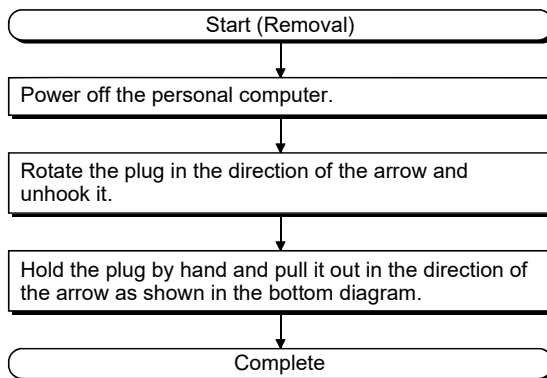 Start (Removal)
Power off the personal computer.
Rotate the plug in the direction of the arrow and
unhook it.
Hold the plug by hand and pull it out in the direction of
the arrow as shown in the bottom diagram.
Complete